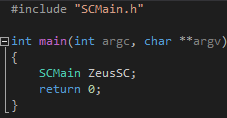 #include "SCMain.h"
int main(int argc, char **argv)
{
SCMain ZeusSC;
return 0;
}